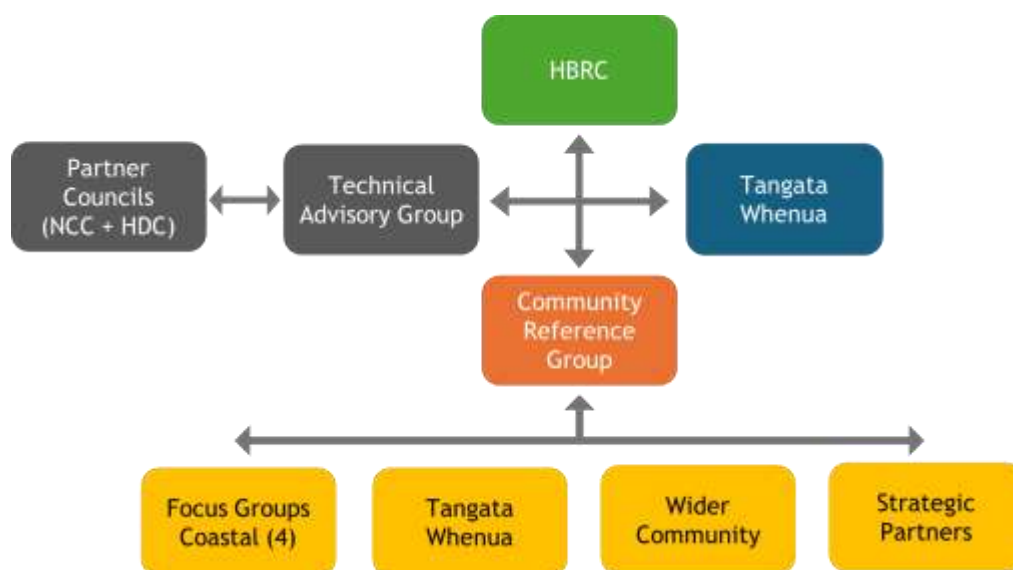 HBRC
Partner
Councils
(NCC + HDC)
Technical
Advisory Group
Tangata
Whenua
Community
Reference
Group
Focus Groups
Coastal (4)
Tangata
Whenua
Wider
Community
Strategic
Partners